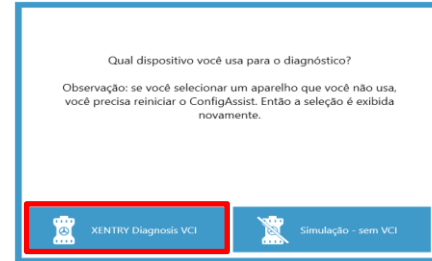 Qual dispositivo você usa para o diagnóstico?
Observação: se você selecionar um aparelho que você não usa,
você precisa reiniciar o ConfigAssist. Então a seleção é exibida
novamente.
XENTRY Diagnosis VCI
Simulação - sem VCI